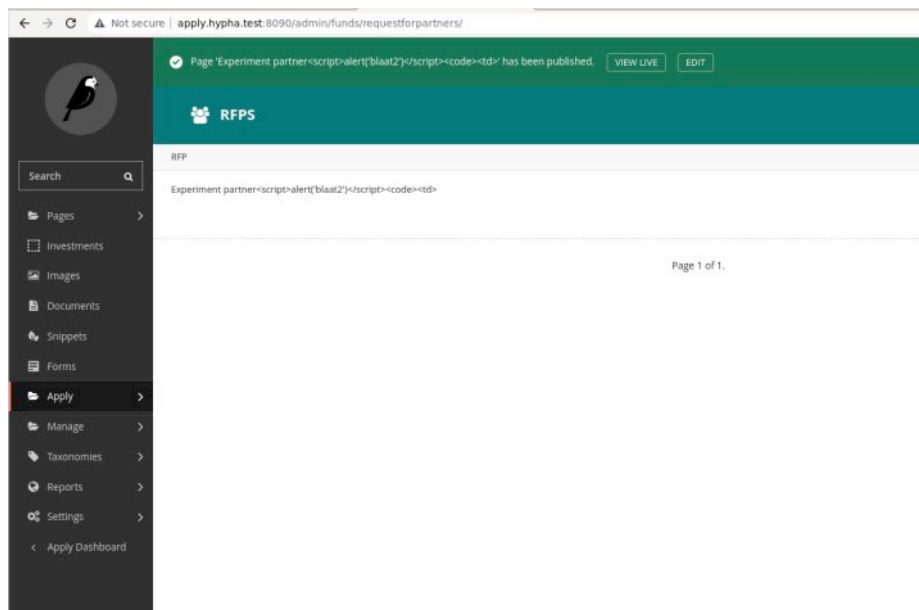 Not secure | apply.hypha.test:8090/admin/funds/requestforpartners/
Page 'Experiment partner<script>alert('blaat2')</script><code><td>' has been published. VIEW LIVE EDIT
RFPS
RFP
Experiment partner<script>alert('blaat2')</script><code><td>
Page 1 of 1.
Search
Pages
Investments
Images
Documents
Snippets
Forms
Apply
Manage
Taxonomies
Reports
Settings
Apply Dashboard